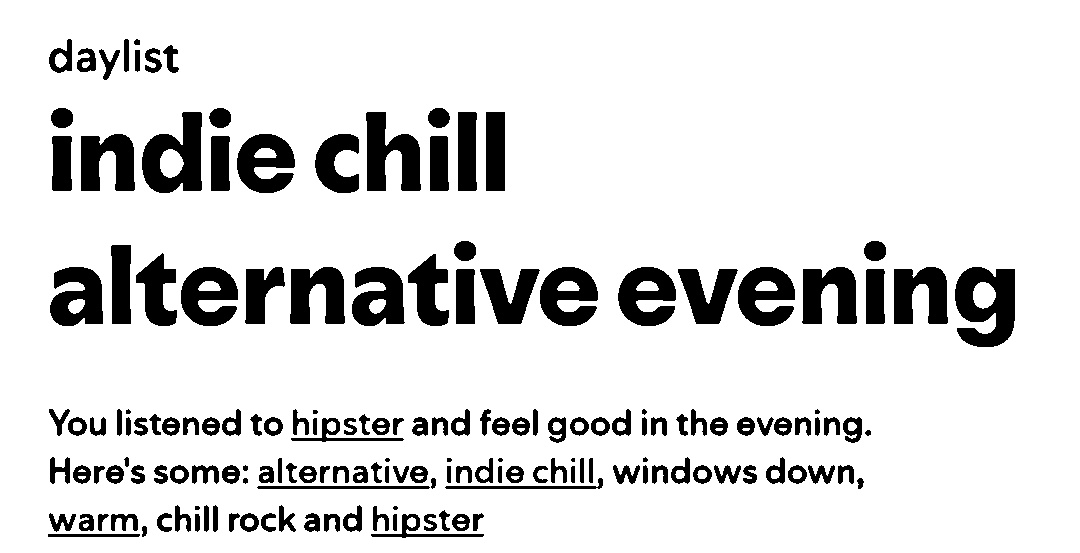 daylist
indie chill
alternative evening
You listened to hipster and feel good in the evening.
Here's some: alternative, indie chill, windows down,
warm, chill rock and hipster